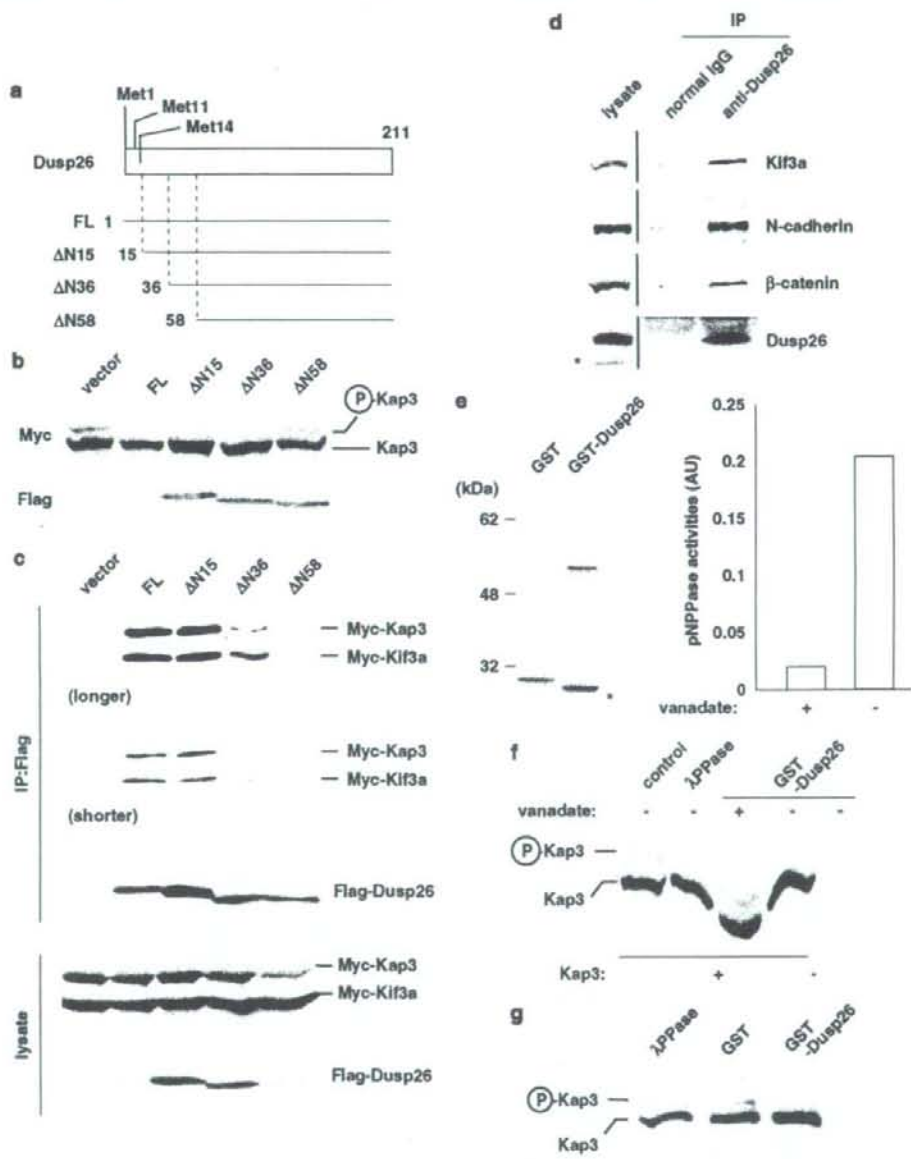 a
Met1
Met11
Met14
211
Dusp26
FL 1
ΔN15 15
ΔN36 36
ΔN58 58
b
vector FL ΔN15 ΔN36 ΔN58
Myc
P-Kap3
Kap3
Flag
c
vector FL ΔN15 ΔN36 ΔN58
IP:Flag
Myc-Kap3
Myc-Kif3a
(longer)
Myc-Kap3
Myc-Kif3a
(shorter)
Flag-Dusp26
lysate
Myc-Kap3
Myc-Kif3a
Flag-Dusp26
d
IP
lysate normal IgG anti-Dusp26
Kif3a
N-cadherin
β-catenin
Dusp26
*
e
GST GST-Dusp26
(kDa)
62
48
32
*
pNPPase activities (AU)
0.25
0.2
0.15
0.1
0.05
0
vanadate: + -
f
control λPPase GST
-Dusp26
vanadate: - - + - -
P-Kap3
Kap3
Kap3: + -
g
λPPase GST GST
-Dusp26
P-Kap3
Kap3